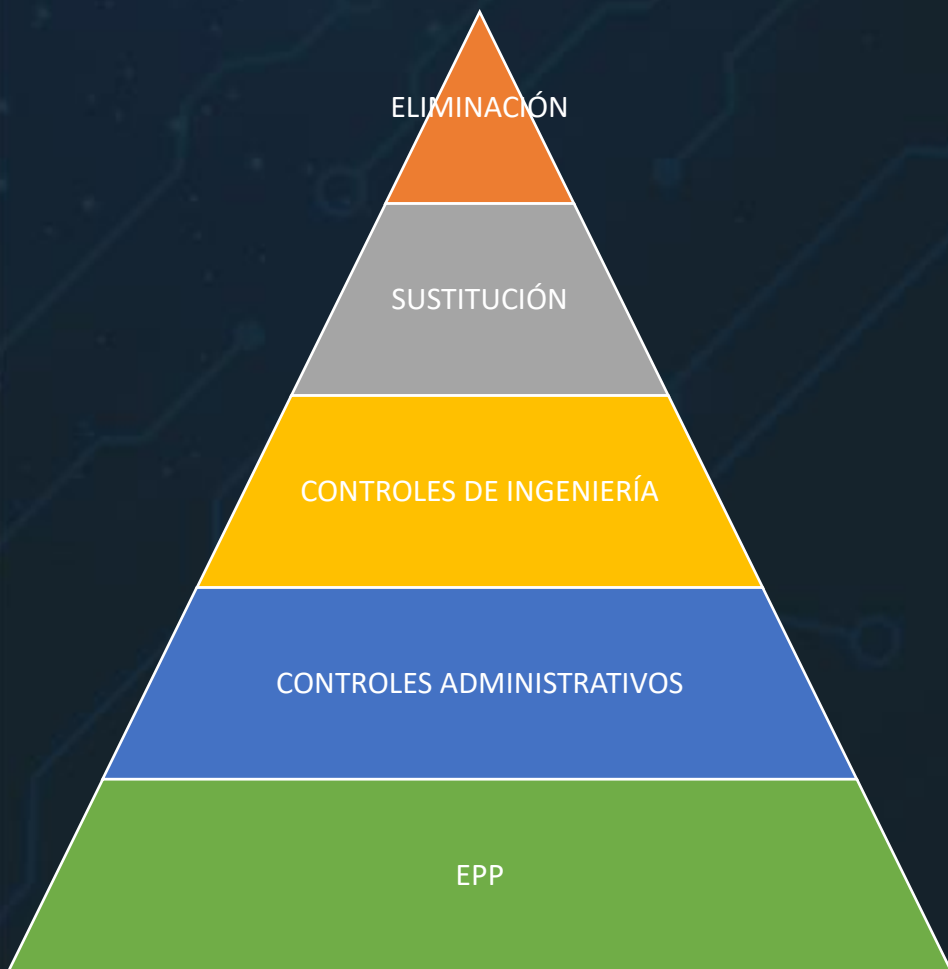 ELIMINACIÓN
SUSTITUCIÓN
CONTROLES DE INGENIERÍA
CONTROLES ADMINISTRATIVOS
EPP